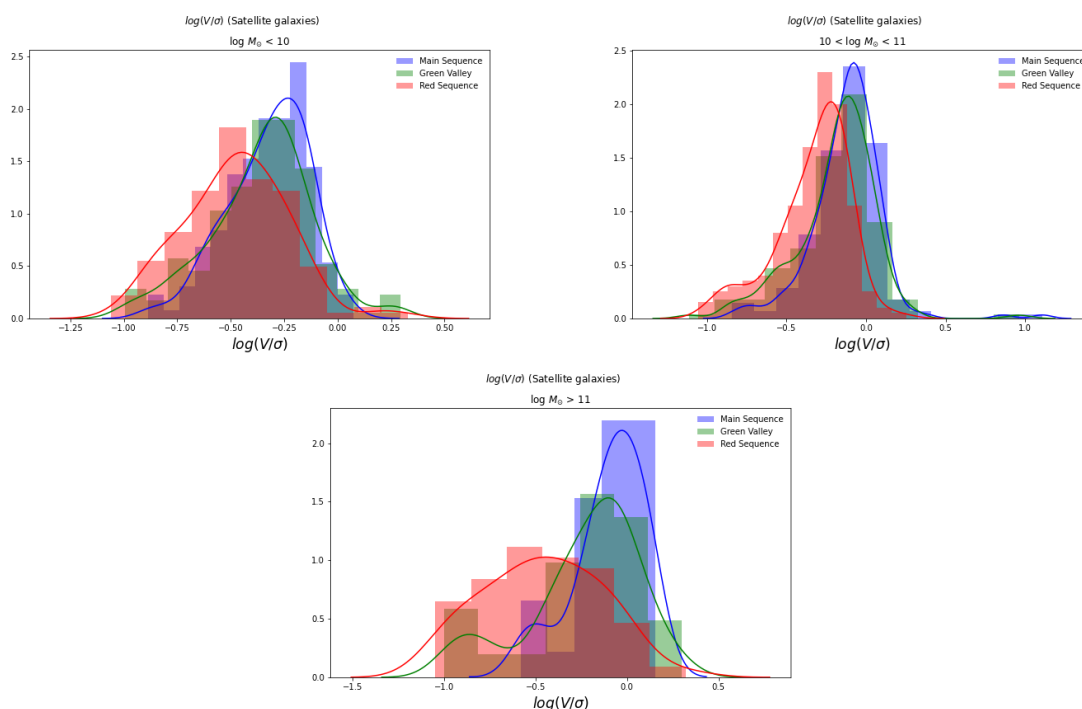 log(V/σ) (Satellite galaxies)
log M⊙ < 10
Main Sequence
Green Valley
Red Sequence
2.5
2.0
1.5
1.0
0.5
0.0
−1.25 −1.00 −0.75 −0.50 −0.25 0.00 0.25 0.50
log(V/σ)
log(V/σ) (Satellite galaxies)
10 < log M⊙ < 11
Main Sequence
Green Valley
Red Sequence
2.5
2.0
1.5
1.0
0.5
0.0
−1.0 −0.5 0.0 0.5 1.0
log(V/σ)
log(V/σ) (Satellite galaxies)
log M⊙ > 11
Main Sequence
Green Valley
Red Sequence
2.0
1.5
1.0
0.5
0.0
−1.5 −1.0 −0.5 0.0 0.5
log(V/σ)